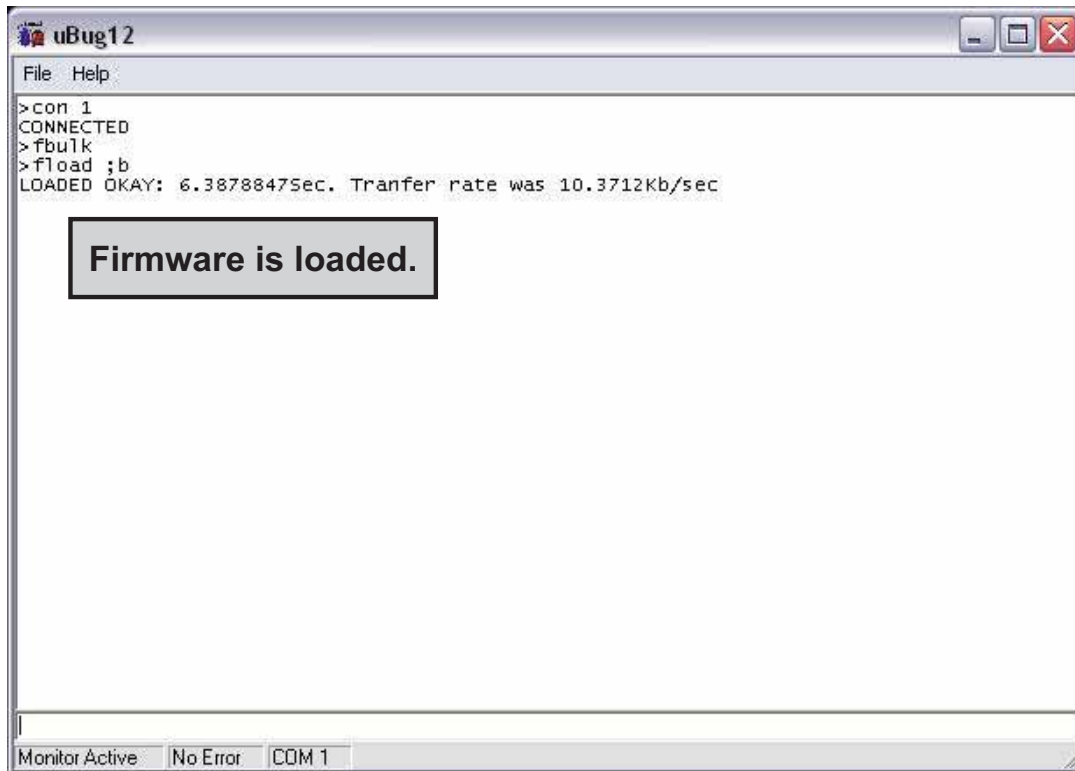 uBug12
File Help
>con 1
CONNECTED
>fbulk
>fload ;b
LOADED OKAY: 6.3878847Sec. Tranfer rate was 10.3712Kb/sec
Firmware is loaded.
Monitor Active No Error COM 1